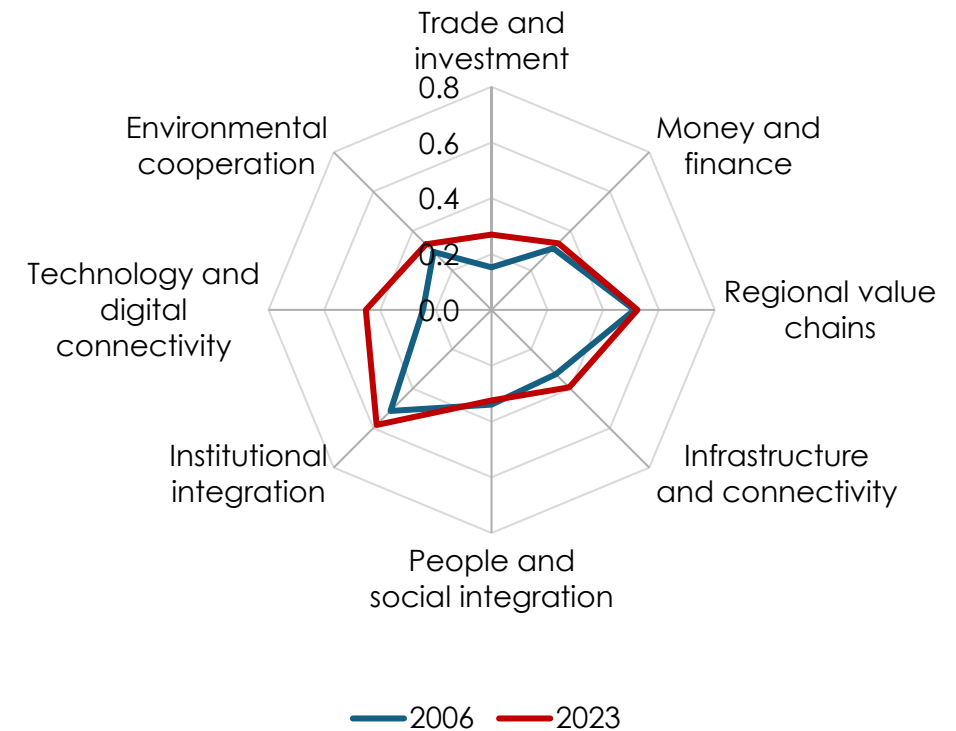 Trade and
investment
0.8
0.6
0.4
0.2
0.0
Money and
finance
Regional value
chains
Infrastructure
and connectivity
People and
social integration
Institutional
integration
Technology and
digital
connectivity
Environmental
cooperation
2006
2023